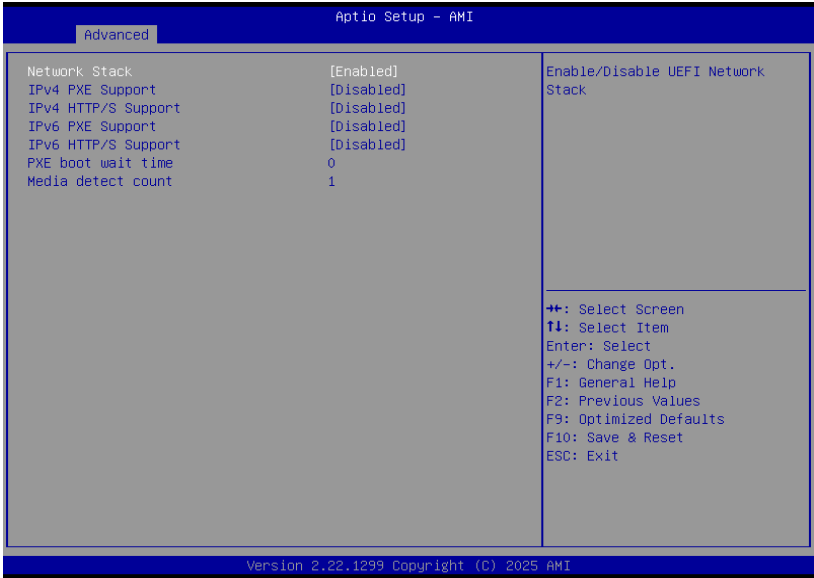 Aptio Setup – AMI
Advanced
Network Stack [Enabled]
IPv4 PXE Support [Disabled]
IPv4 HTTP/S Support [Disabled]
IPv6 PXE Support [Disabled]
IPv6 HTTP/S Support [Disabled]
PXE boot wait time 0
Media detect count 1
Enable/Disable UEFI Network
Stack
→←: Select Screen
↑↓: Select Item
Enter: Select
+/-: Change Opt.
F1: General Help
F2: Previous Values
F9: Optimized Defaults
F10: Save & Reset
ESC: Exit
Version 2.22.1299 Copyright (C) 2025 AMI